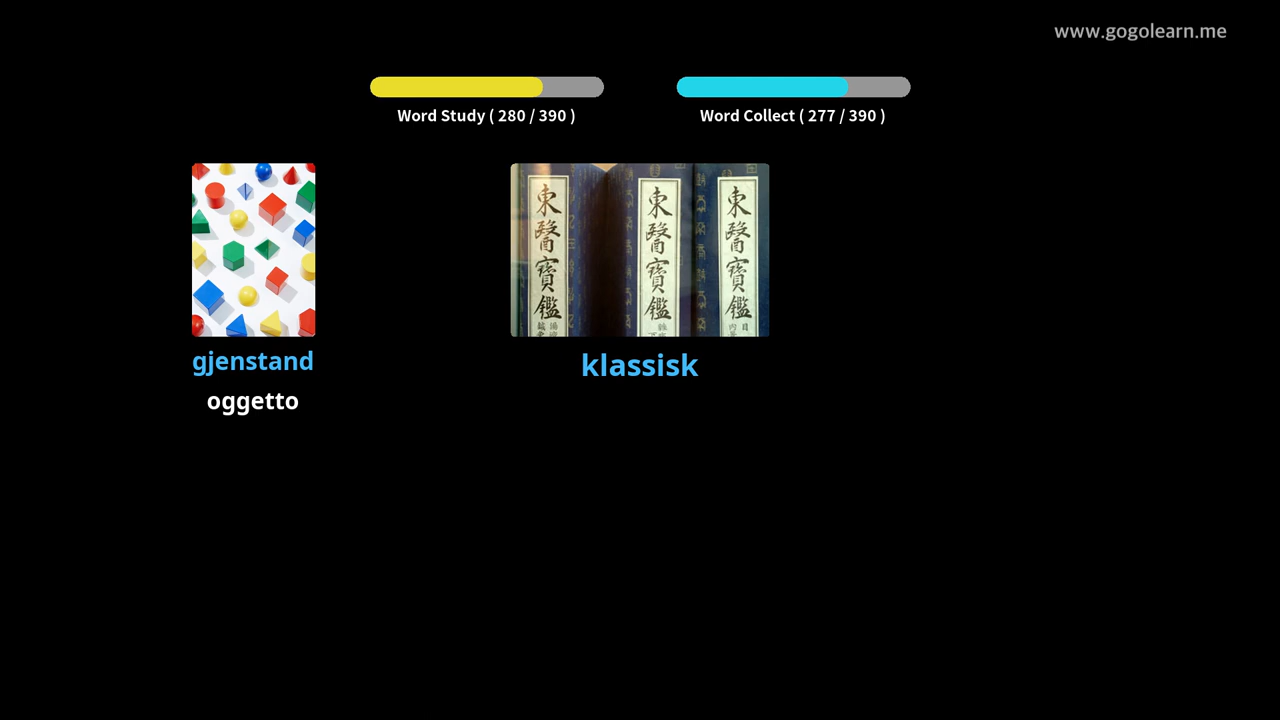 www.gogolearn.me
Word Study ( 280 / 390 )
Word Collect ( 277 / 390 )
東醫寶鑑
東醫寶鑑
東醫寶鑑
gjenstand
klassisk
oggetto